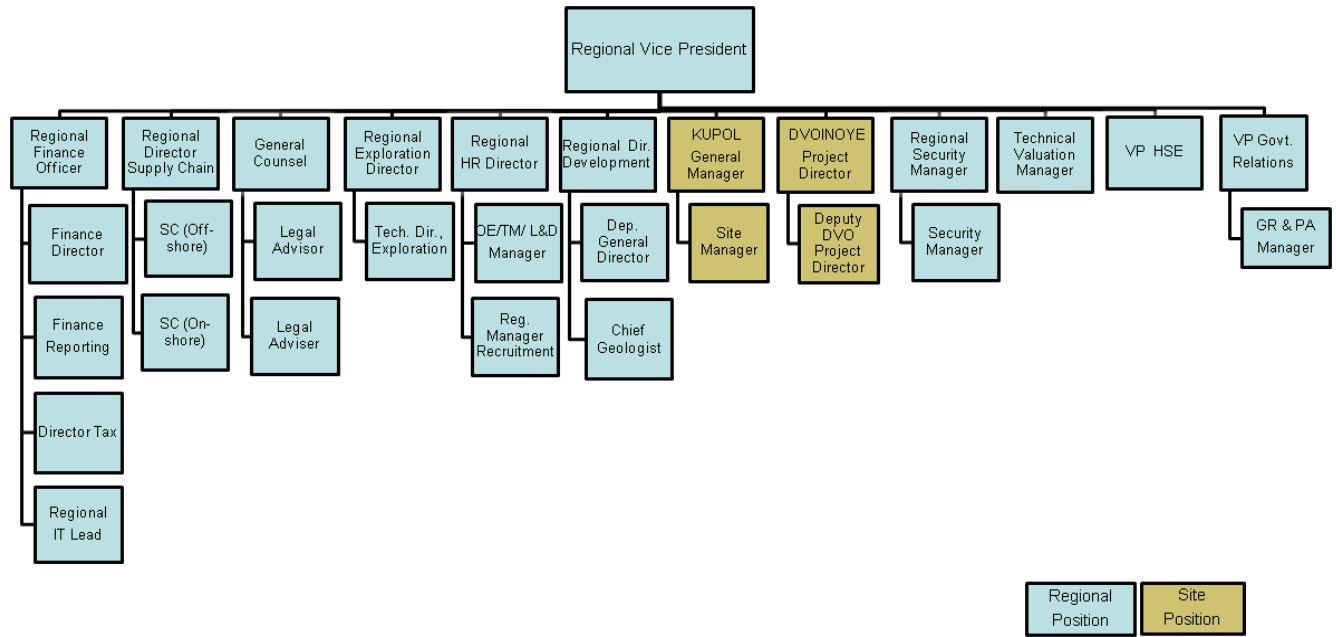 Regional Vice President
Regional
Finance
Officer
Regional
Director
Supply Chain
General
Counsel
Regional
Exploration
Director
Regional
HR Director
Regional Dir.
Development
KUPOL
General
Manager
DVOINOYE
Project
Director
Regional
Security
Manager
Technical
Valuation
Manager
VP HSE
VP Govt.
Relations
Finance
Director
SC (Off-
shore)
Legal
Advisor
Tech. Dir.,
Exploration
OE/TM/ L&D
Manager
Dep.
General
Director
Site
Manager
Deputy
DVO
Project
Director
Security
Manager
GR & PA
Manager
Finance
Reporting
SC (On-
shore)
Legal
Adviser
Reg.
Manager
Recruitment
Chief
Geologist
Director Tax
Regional
IT Lead
Regional
Position
Site
Position